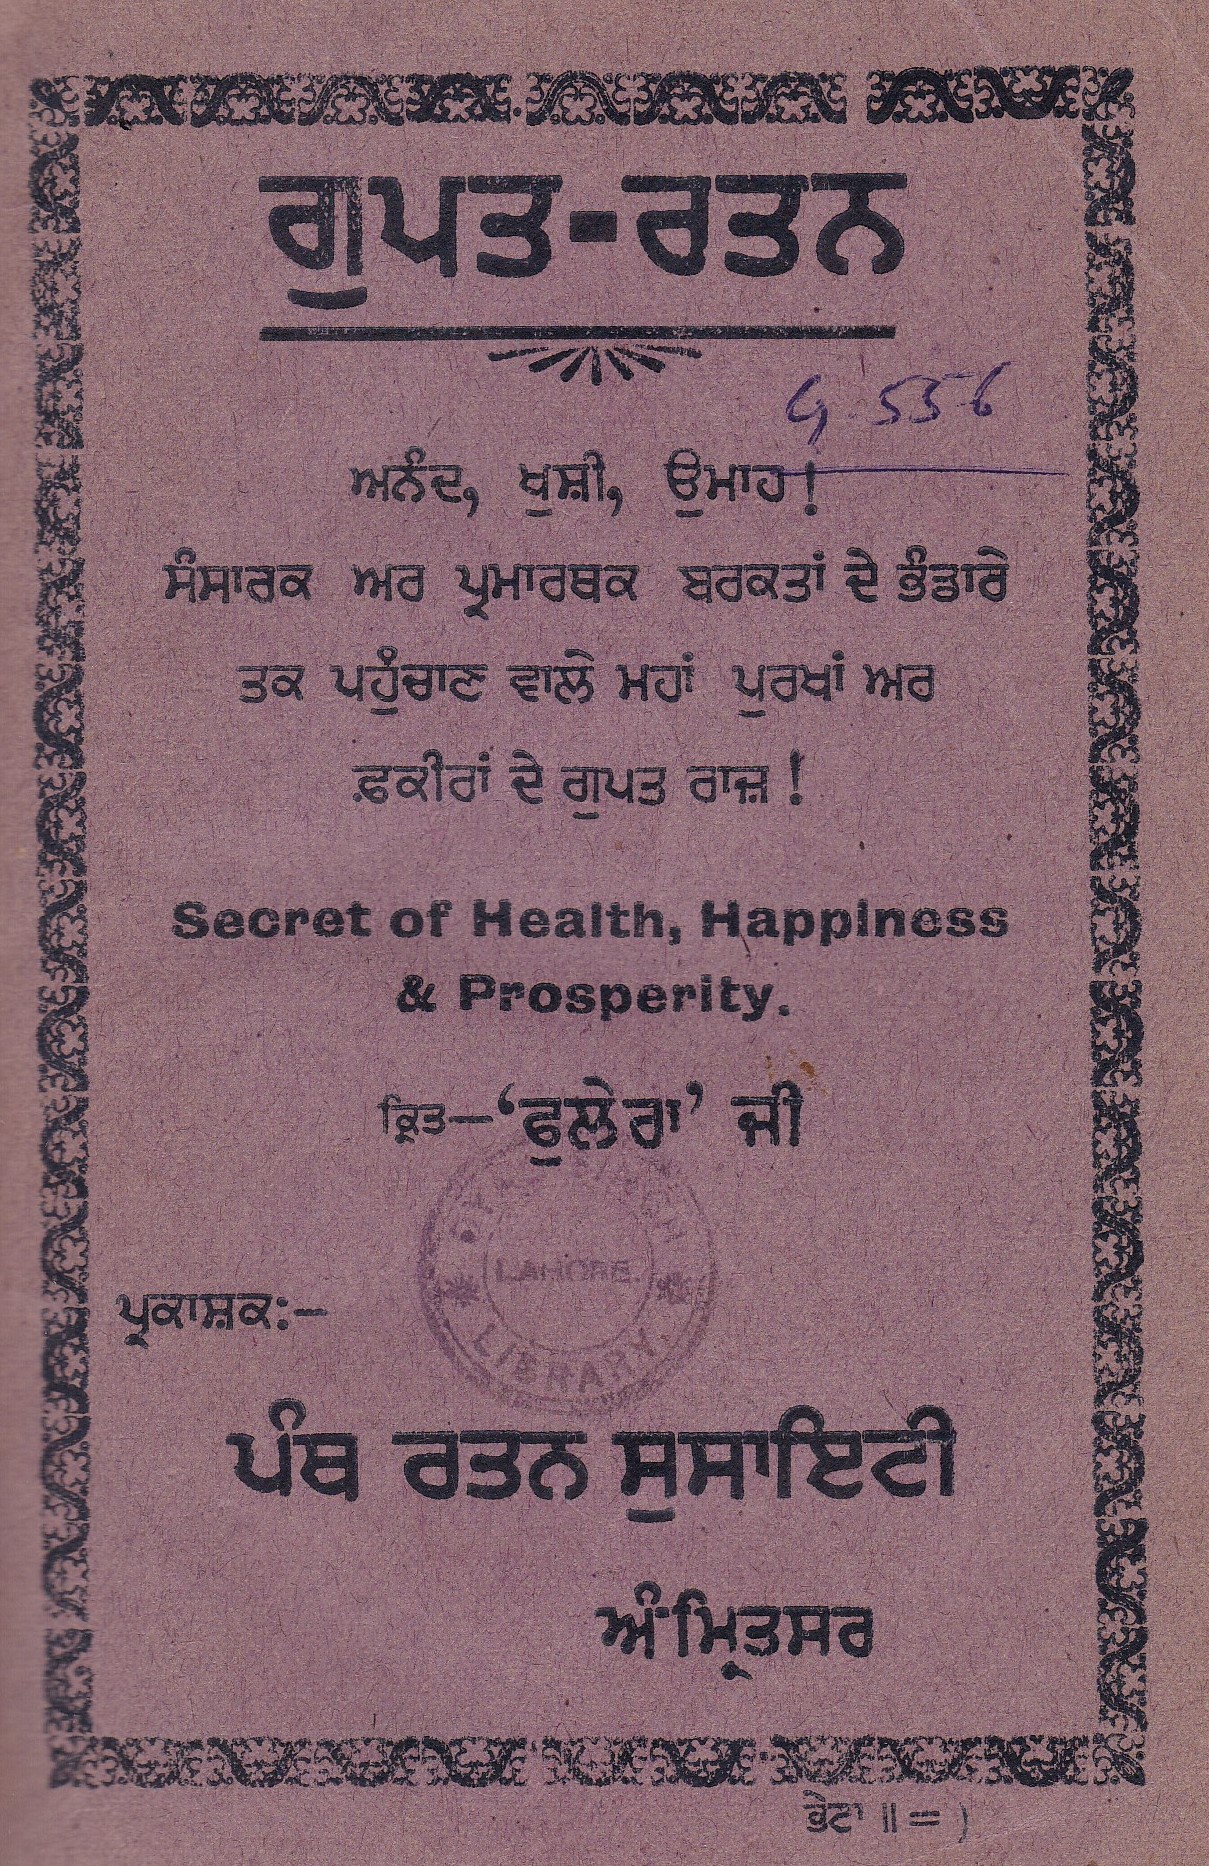 ਗੁਪਤ-ਰਤਨ
G 556
ਅਨੰਦ, ਖੁਸ਼ੀ, ਉਮਾਹ !
ਸੰਸਾਰਕ ਅਰ ਪ੍ਰਮਾਰਥਕ ਬਰਕਤਾਂ ਦੇ ਭੰਡਾਰੇ
ਤਕ ਪਹੁੰਚਾਣ ਵਾਲੇ ਮਹਾਂ ਪੁਰਖਾਂ ਅਰ
ਫ਼ਕੀਰਾਂ ਦੇ ਗੁਪਤ ਰਾਜ਼ !
Secret of Health, Happiness
& Prosperity.
ਕ੍ਰਿਤ—‘ਫੁਲੇਰਾ’ ਜੀ
LAHORE.
LIBRARY
ਪ੍ਰਕਾਸ਼ਕ:—
ਪੰਥ ਰਤਨ ਸੁਸਾਇਟੀ
ਅੰਮ੍ਰਿਤਸਰ
ਭੇਟਾ ॥=)